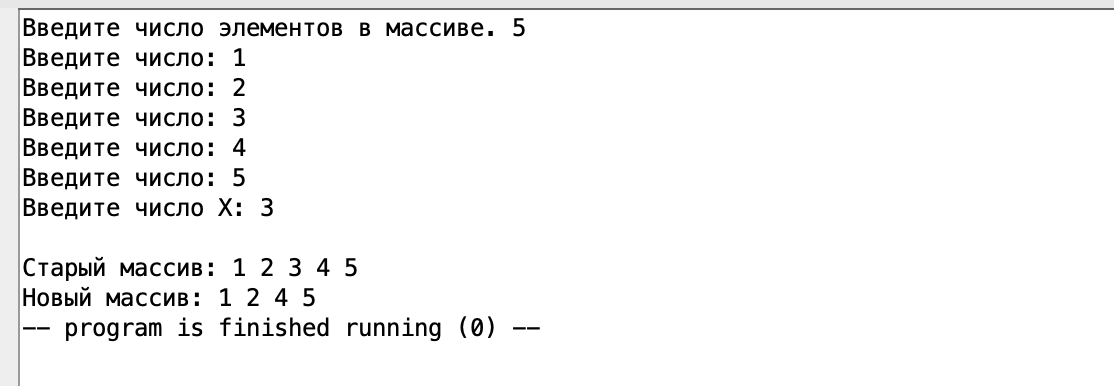 Введите число элементов в массиве. 5
Введите число: 1
Введите число: 2
Введите число: 3
Введите число: 4
Введите число: 5
Введите число X: 3
Старый массив: 1 2 3 4 5
Новый массив: 1 2 4 5
-- program is finished running (0) --